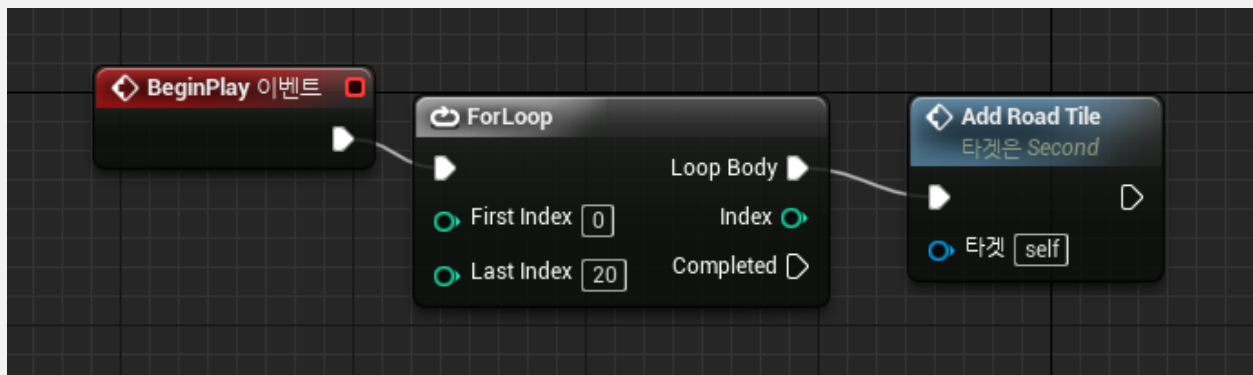 BeginPlay 이벤트
ForLoop
Loop Body
First Index 0
Index
Last Index 20
Completed
Add Road Tile
타겟은 Second
타겟 self